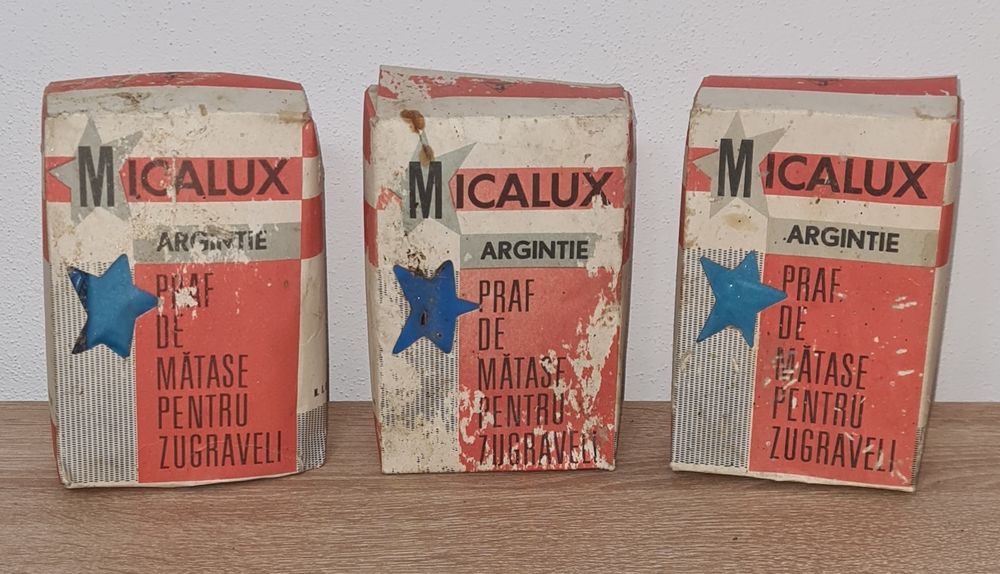 MICALUX
ARGINTIE
PRAF
DE
MĂTASE
PENTRU
ZUGRAVELI
MICALUX
ARGINTIE
PRAF
DE
MĂTASE
PENTRU
ZUGRAVELI
MICALUX
ARGINTIE
PRAF
DE
MĂTASE
PENTRU
ZUGRAVELI